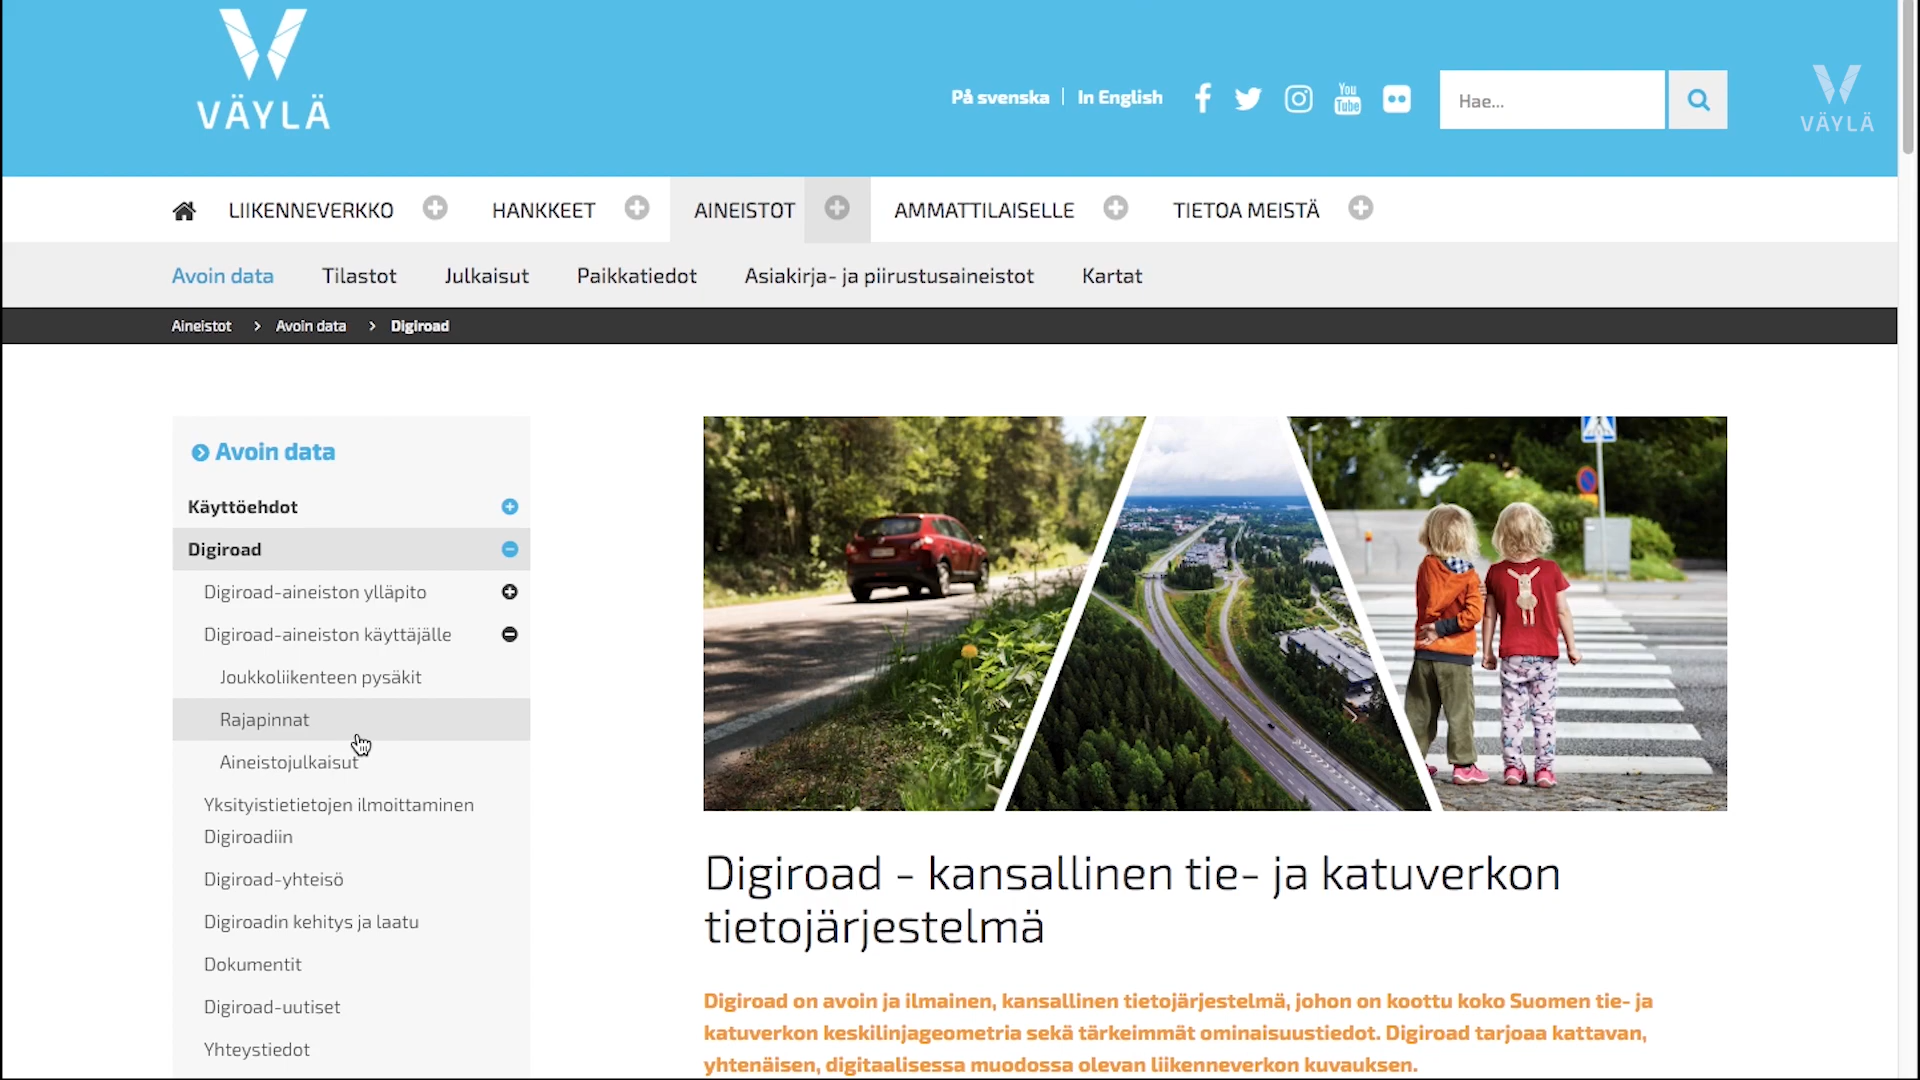 VÄYLÄ
På svenska
In English
You
Tube
Hae...
VÄYLÄ
LIIKENNEVERKKO
HANKKEET
AINEISTOT
AMMATTILAISELLE
TIETOA MEISTÄ
Avoin data
Tilastot
Julkaisut
Paikkatiedot
Asiakirja- ja piirustusaineistot
Kartat
Aineistot > Avoin data > Digiroad
Avoin data
Käyttöehdot
Digiroad
Digiroad-aineiston ylläpito
Digiroad-aineiston käyttäjälle
Joukkoliikenteen pysäkit
Rajapinnat
Aineistojulkaisut
Yksityistietietojen ilmoittaminen
Digiroadiin
Digiroad-yhteisö
Digiroadin kehitys ja laatu
Dokumentit
Digiroad-uutiset
Yhteystiedot
Digiroad - kansallinen tie- ja katuverkon
tietojärjestelmä
Digiroad on avoin ja ilmainen, kansallinen tietojärjestelmä, johon on koottu koko Suomen tie- ja
katuverkon keskilinjageometria sekä tärkeimmät ominaisuustiedot. Digiroad tarjoaa kattavan,
yhtenäisen, digitaalisessa muodossa olevan liikenneverkon kuvauksen.